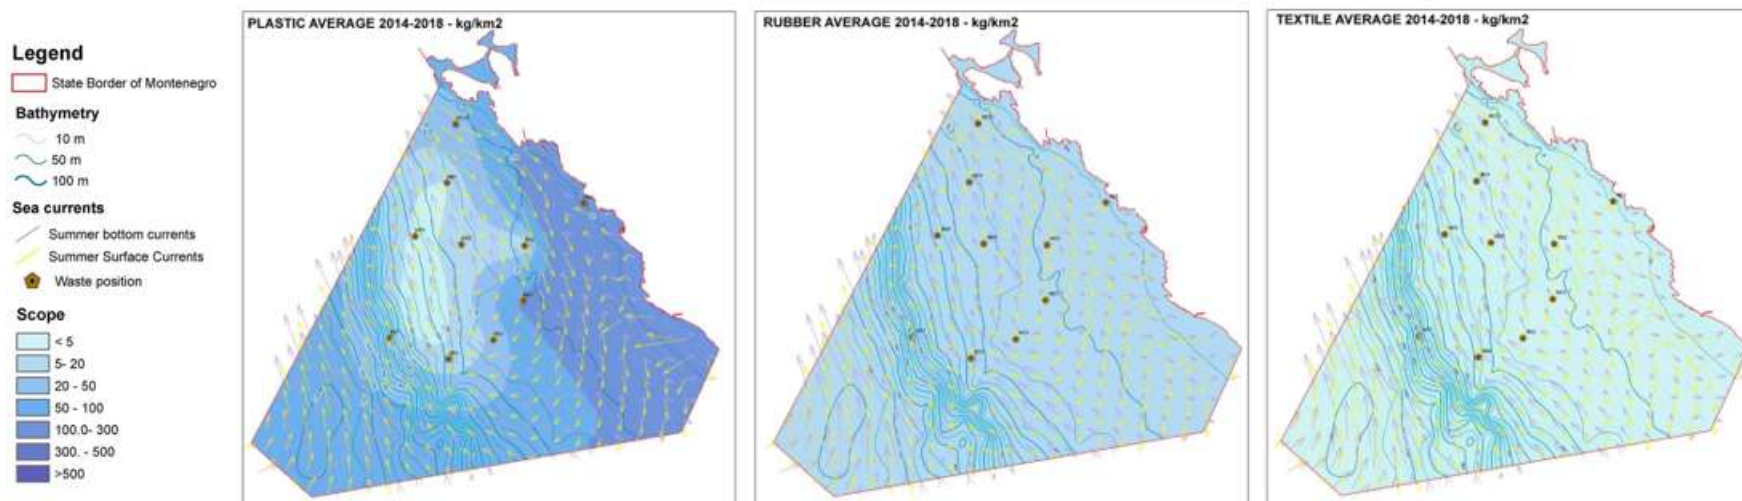 PLASTIC AVERAGE 2014-2018 - kg/km2
RUBBER AVERAGE 2014-2018 - kg/km2
TEXTILE AVERAGE 2014-2018 - kg/km2
Legend
State Border of Montenegro
Bathymetry
10 m
50 m
100 m
Sea currents
Summer bottom currents
Summer Surface Currents
Waste position
Scope
< 5
5- 20
20 - 50
50 - 100
100.0- 300
300. - 500
>500